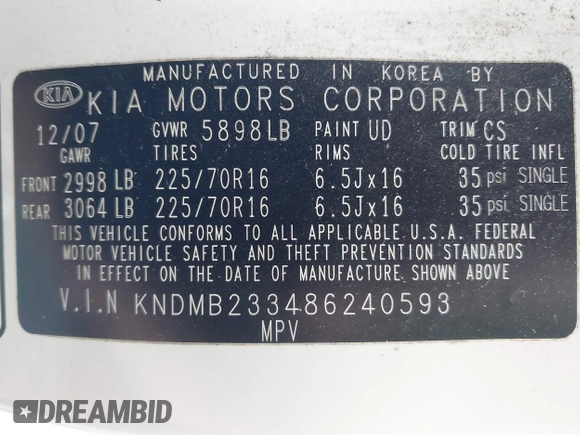 MANUFACTURED IN KOREA BY
KIA KIA MOTORS CORPORATION
12/07 GVWR 5898LB PAINT UD TRIM CS
GAWR TIRES RIMS COLD TIRE INFL
FRONT 2998 LB 225/70R16 6.5Jx16 35 psi SINGLE
REAR 3064 LB 225/70R16 6.5Jx16 35 psi SINGLE
THIS VEHICLE CONFORMS TO ALL APPLICABLE U.S.A. FEDERAL
MOTOR VEHICLE SAFETY AND THEFT PREVENTION STANDARDS
IN EFFECT ON THE DATE OF MANUFACTURE SHOWN ABOVE
V.I.N KNDMB233486240593
MPV
DREAMBID